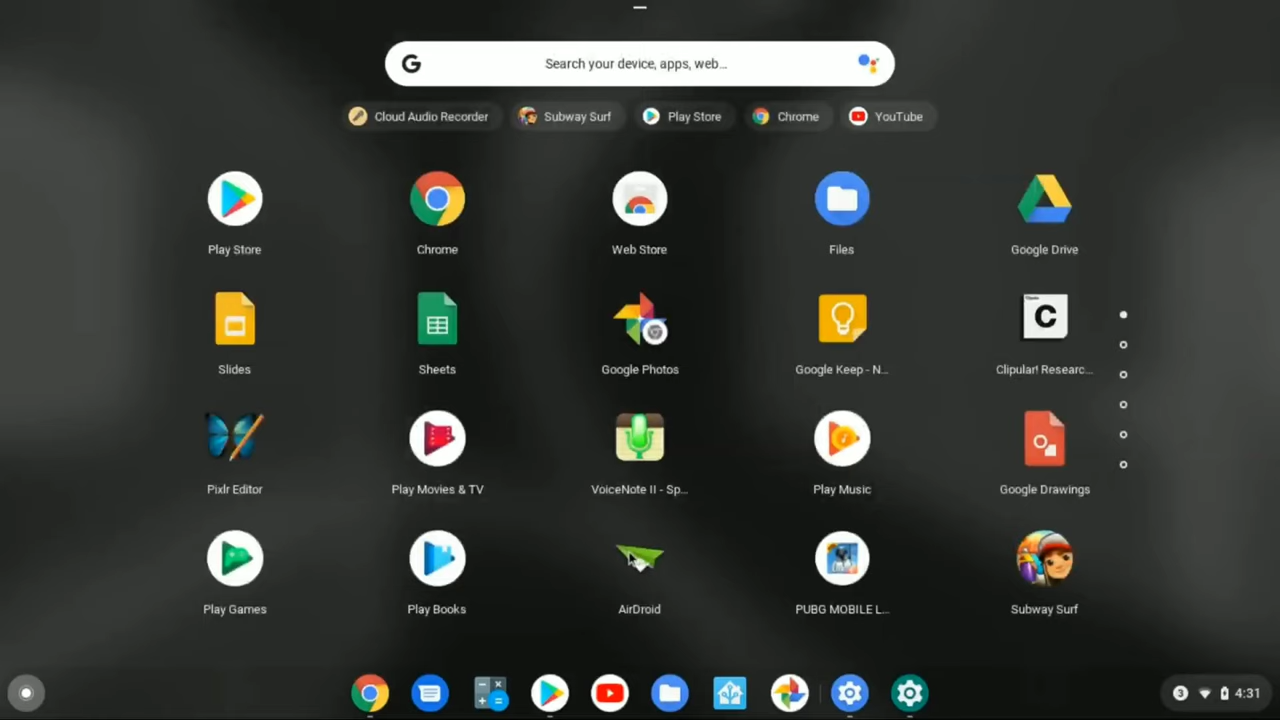 Search your device, apps, web...
Cloud Audio Recorder Subway Surf Play Store Chrome YouTube
Play Store Chrome Web Store Files Google Drive
Slides Sheets Google Photos Google Keep - N... Clipular! Researc...
Pixlr Editor Play Movies & TV VoiceNote II - Sp... Play Music Google Drawings
Play Games Play Books AirDroid PUBG MOBILE L... Subway Surf
3 4:31